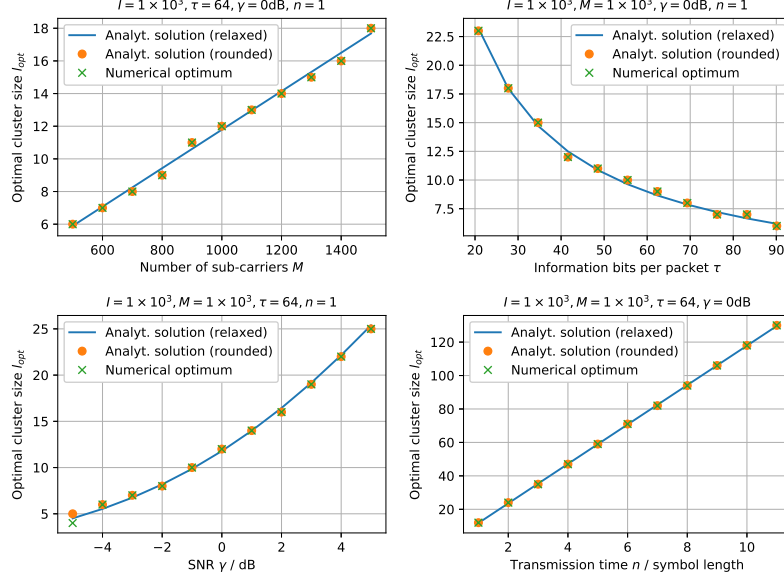 I = 1 × 10³, τ = 64, γ = 0dB, n = 1
18
16
14
12
10
8
6
Optimal cluster size l_opt
Analyt. solution (relaxed)
Analyt. solution (rounded)
Numerical optimum
600 800 1000 1200 1400
Number of sub-carriers M
I = 1 × 10³, M = 1 × 10³, γ = 0dB, n = 1
22.5
20.0
17.5
15.0
12.5
10.0
7.5
Optimal cluster size l_opt
Analyt. solution (relaxed)
Analyt. solution (rounded)
Numerical optimum
20 30 40 50 60 70 80 90
Information bits per packet τ
I = 1 × 10³, M = 1 × 10³, τ = 64, n = 1
25
20
15
10
5
Optimal cluster size l_opt
Analyt. solution (relaxed)
Analyt. solution (rounded)
Numerical optimum
−4 −2 0 2 4
SNR γ / dB
I = 1 × 10³, M = 1 × 10³, τ = 64, γ = 0dB
120
100
80
60
40
20
Optimal cluster size l_opt
Analyt. solution (relaxed)
Analyt. solution (rounded)
Numerical optimum
2 4 6 8 10
Transmission time n / symbol length